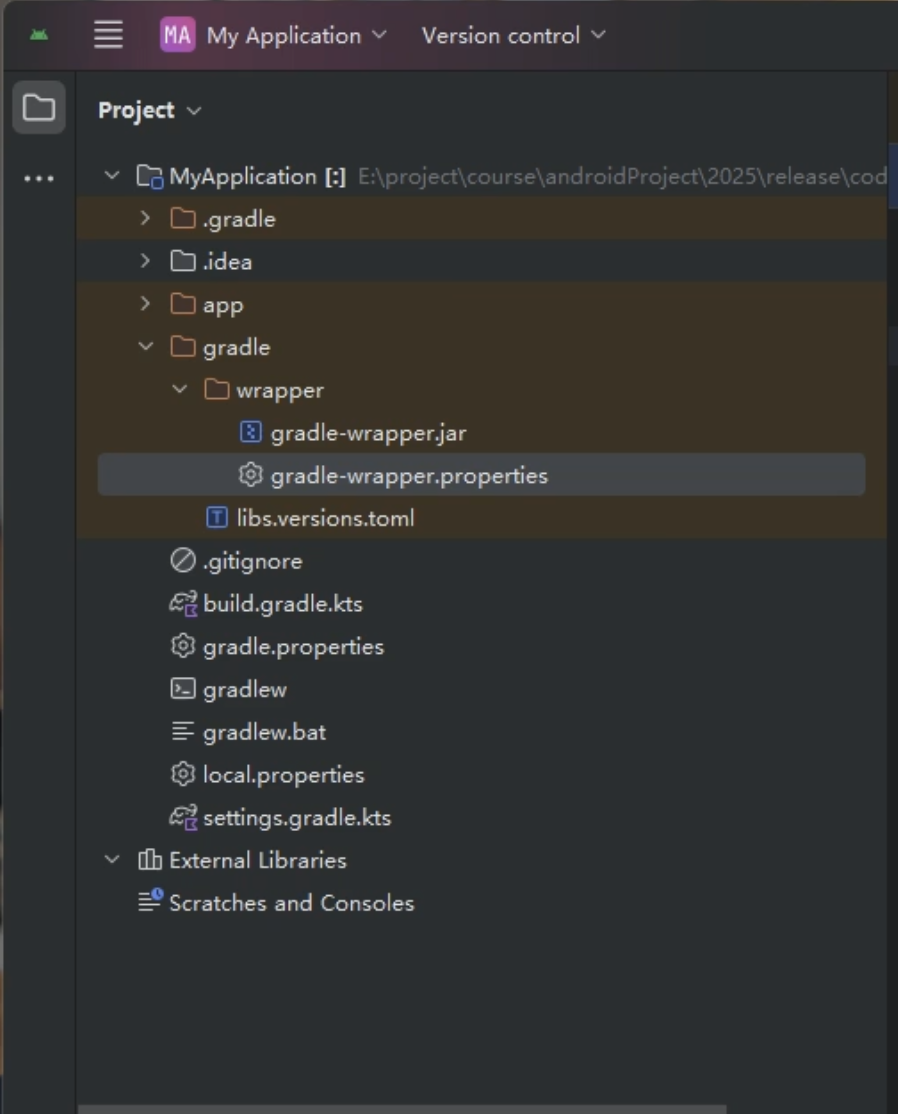 MA My Application Version control
Project
MyApplication [:] E:\project\course\androidProject\2025\release\cod
.gradle
.idea
app
gradle
wrapper
gradle-wrapper.jar
gradle-wrapper.properties
libs.versions.toml
.gitignore
build.gradle.kts
gradle.properties
gradlew
gradlew.bat
local.properties
settings.gradle.kts
External Libraries
Scratches and Consoles